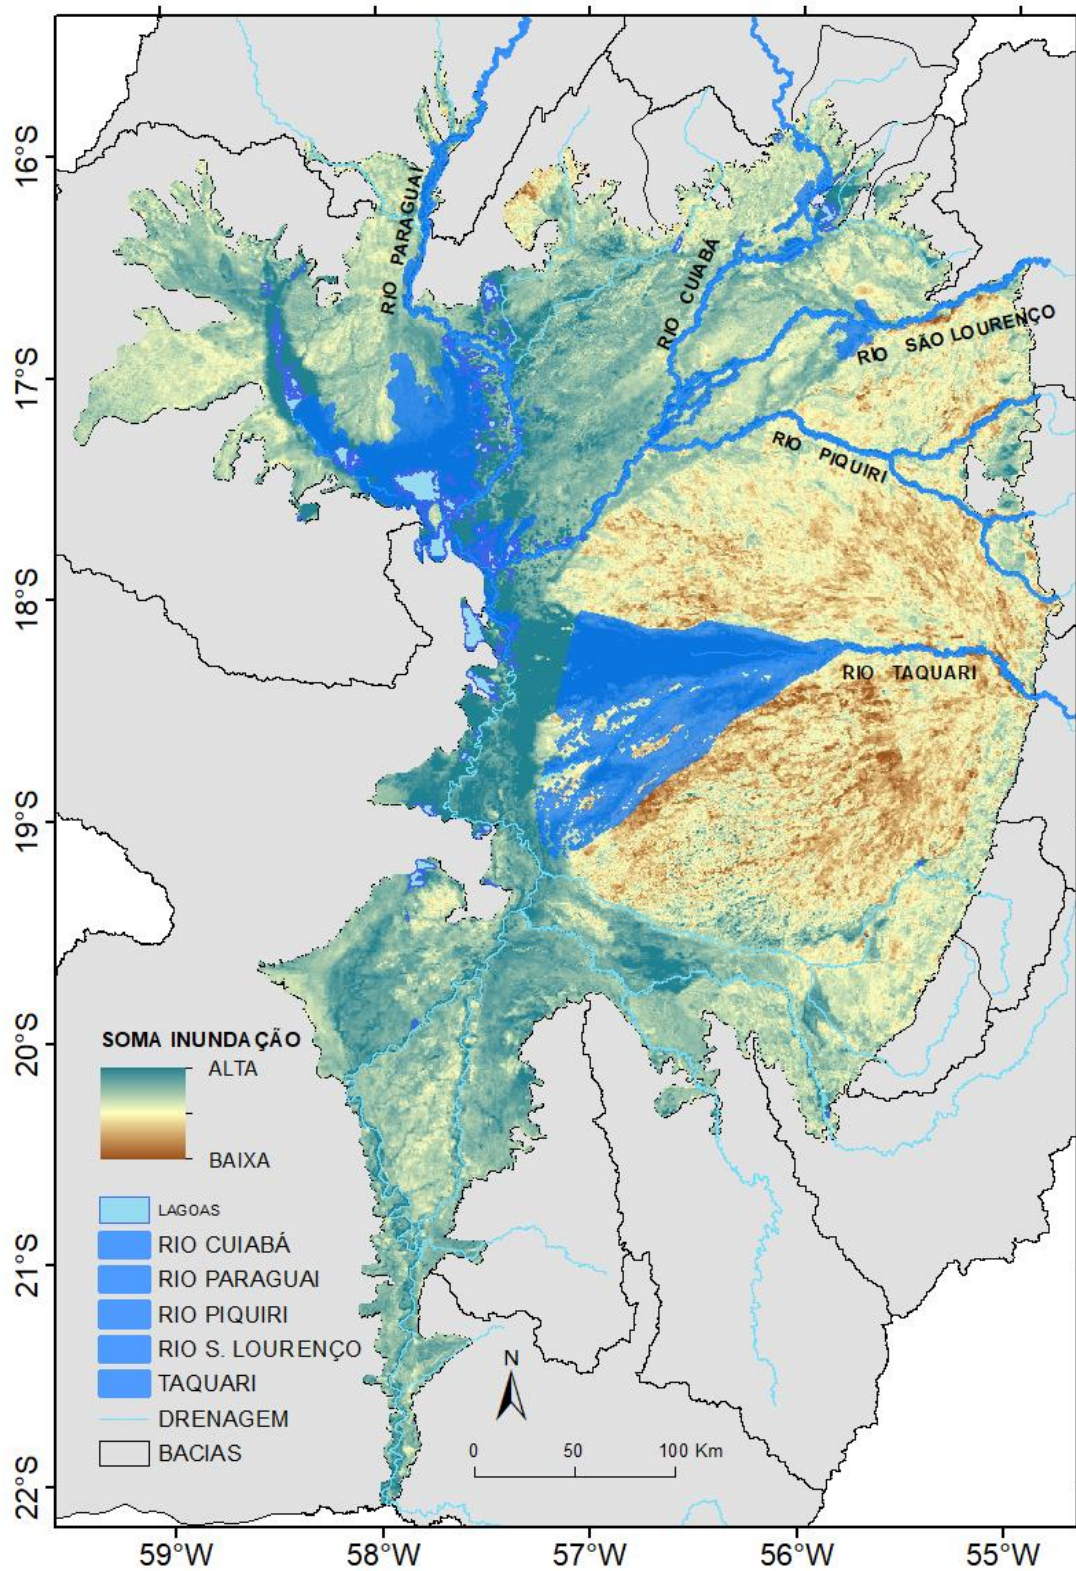 16°S
17°S
18°S
19°S
20°S
21°S
22°S
RIO PARAGUAI
RIO CUIABÁ
RIO SÃO LOURENÇO
RIO PIQUIRI
RIO TAQUARI
SOMA INUNDAÇÃO
ALTA
BAIXA
LAGOAS
RIO CUIABÁ
RIO PARAGUAI
RIO PIQUIRI
RIO S. LOURENÇO
TAQUARI
DRENAGEM
BACIAS
N
0 50 100 Km
59°W 58°W 57°W 56°W 55°W